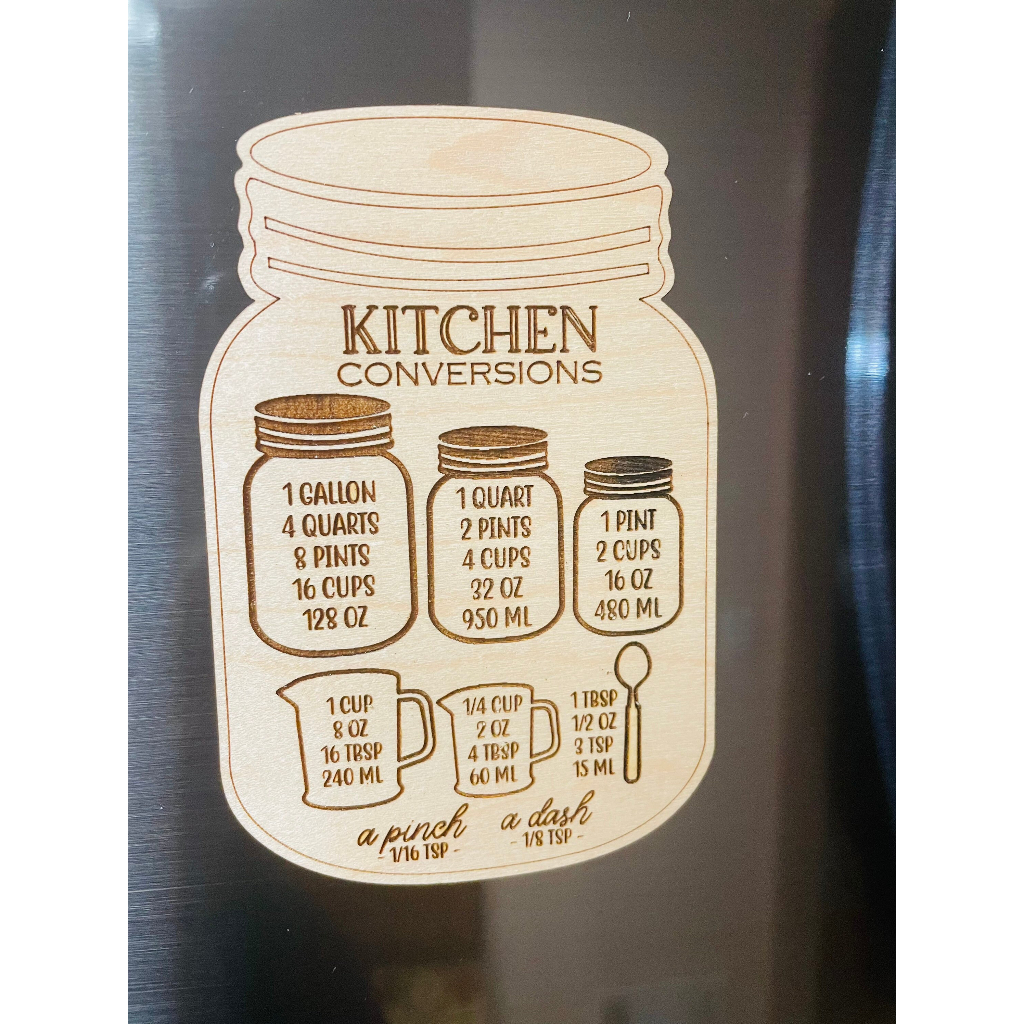 KITCHEN
CONVERSIONS
1 GALLON
4 QUARTS
8 PINTS
16 CUPS
128 OZ
1 QUART
2 PINTS
4 CUPS
32 OZ
950 ML
1 PINT
2 CUPS
16 OZ
480 ML
1 CUP
8 OZ
16 TBSP
240 ML
1/4 CUP
2 OZ
4 TBSP
60 ML
1 TBSP
1/2 OZ
3 TSP
15 ML
a pinch
- 1/16 TSP -
a dash
- 1/8 TSP -